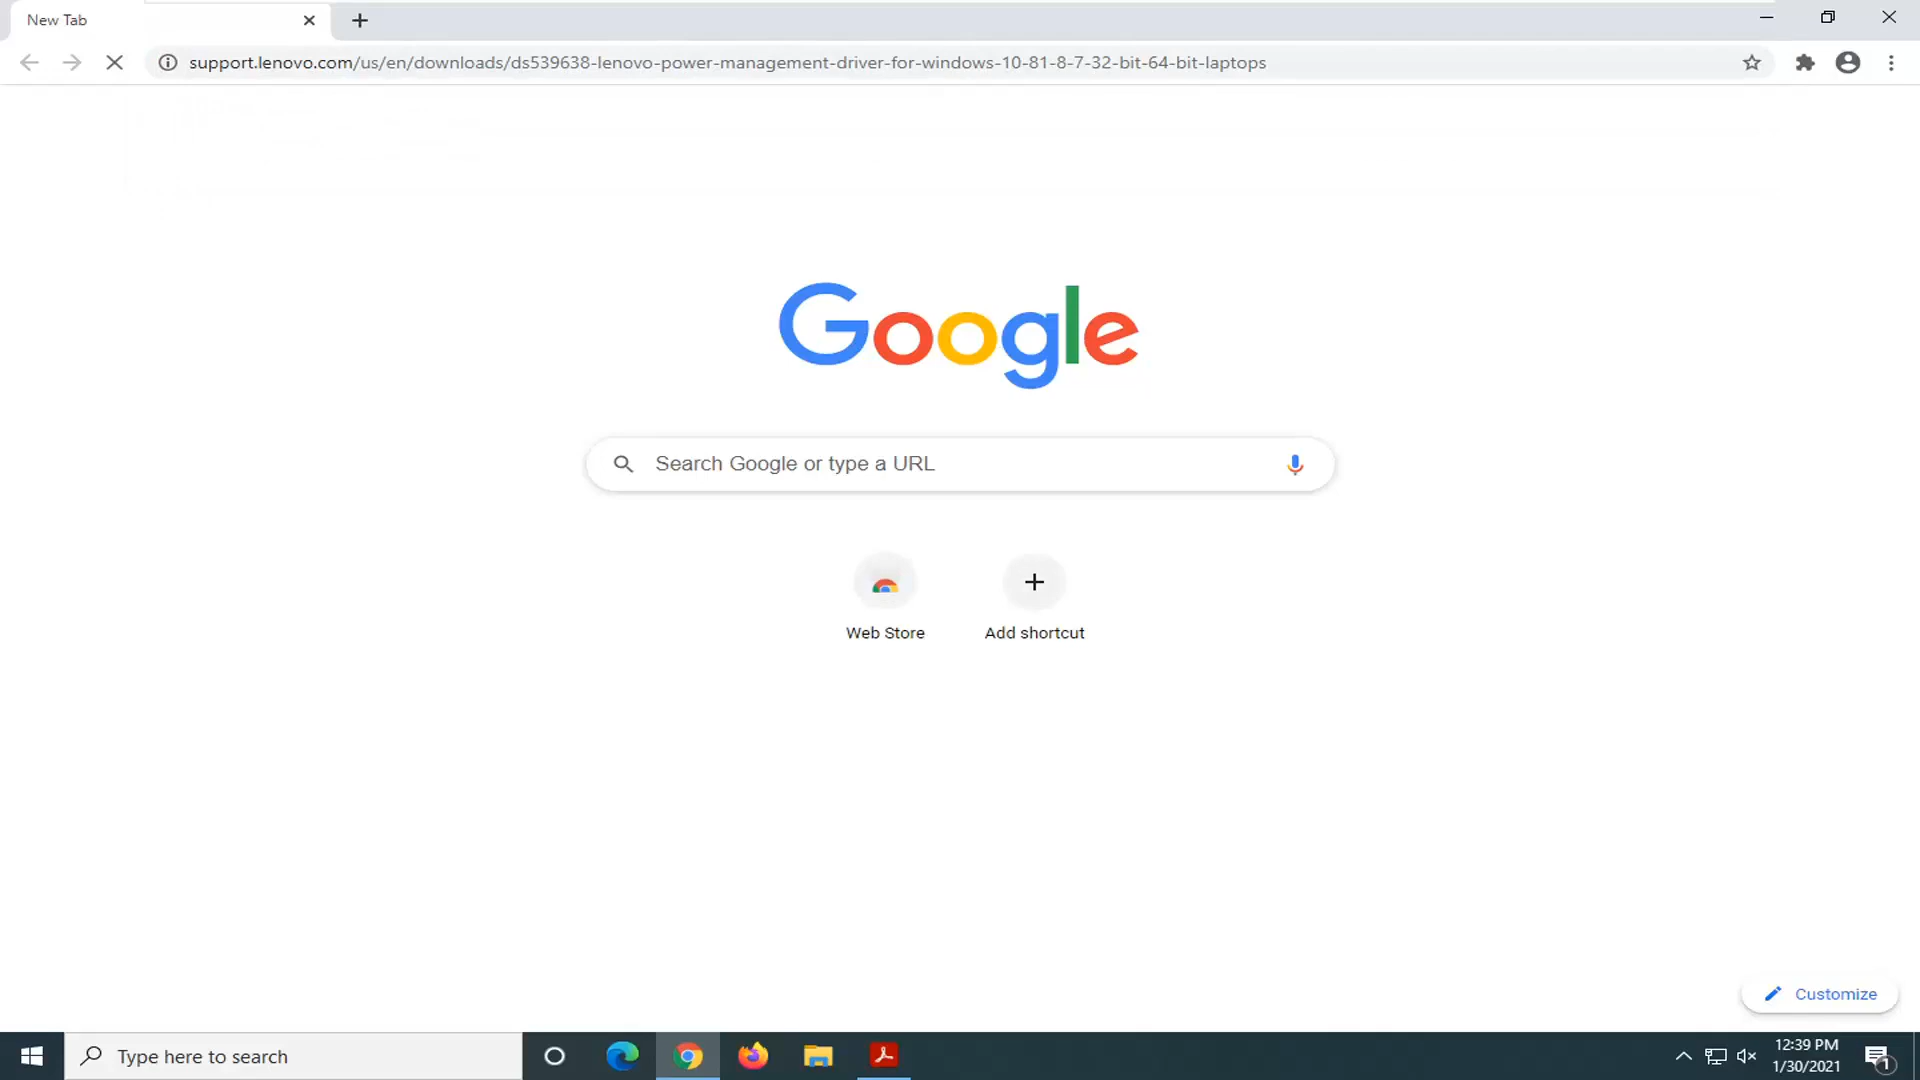 New Tab
support.lenovo.com/us/en/downloads/ds539638-lenovo-power-management-driver-for-windows-10-81-8-7-32-bit-64-bit-laptops
Google
Search Google or type a URL
Web Store
Add shortcut
Customize
Type here to search
12:39 PM
1/30/2021
1